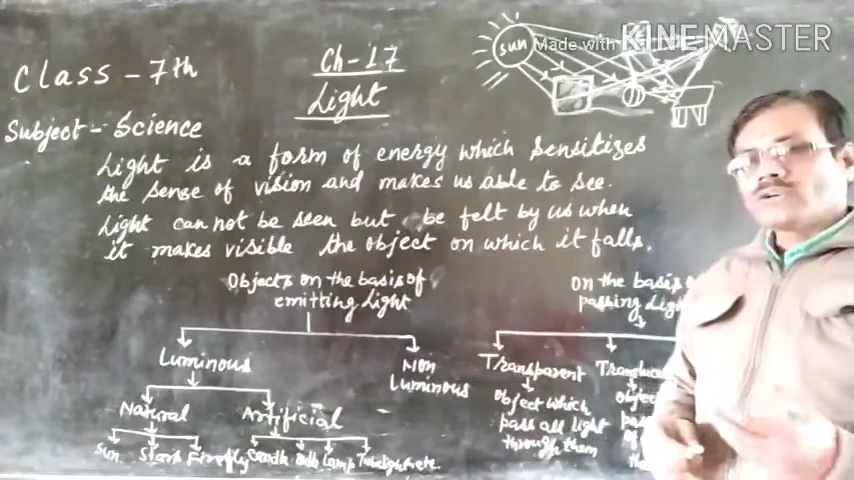 Made with KINEMASTER
sun
Class - 7th
Ch-17
Light
Subject - Science
Light is a form of energy which sensitizes
the sense of vision and makes us able to see.
Light can not be seen but be felt by us when
it makes visible the object on which it falls.
Objects on the basis of
emitting Light
On the basis
passing Light
Luminous
Non
Luminous
Transparent
Natural
Artificial
Object which
pass all light
through them
Sun
Stars
Firefly
Candle
Bulb
Lamp
Tubelight etc.